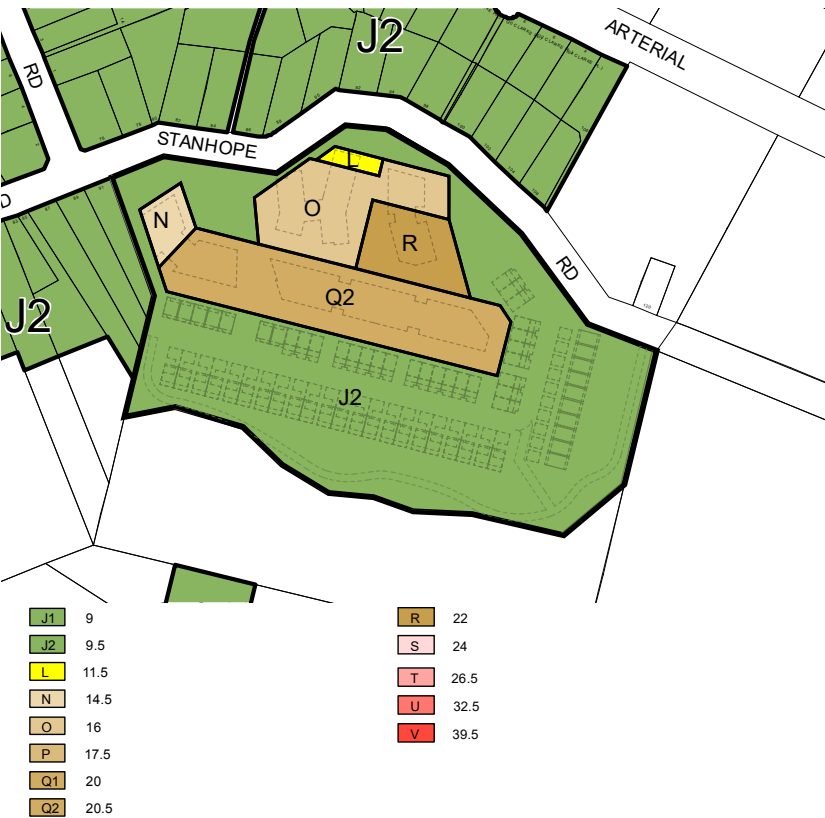 J2
ARTERIAL
RD
STANHOPE
D
L
N
O
R
RD
Q2
J2
J2
J1 9
J2 9.5
L 11.5
N 14.5
O 16
P 17.5
Q1 20
Q2 20.5
R 22
S 24
T 26.5
U 32.5
V 39.5